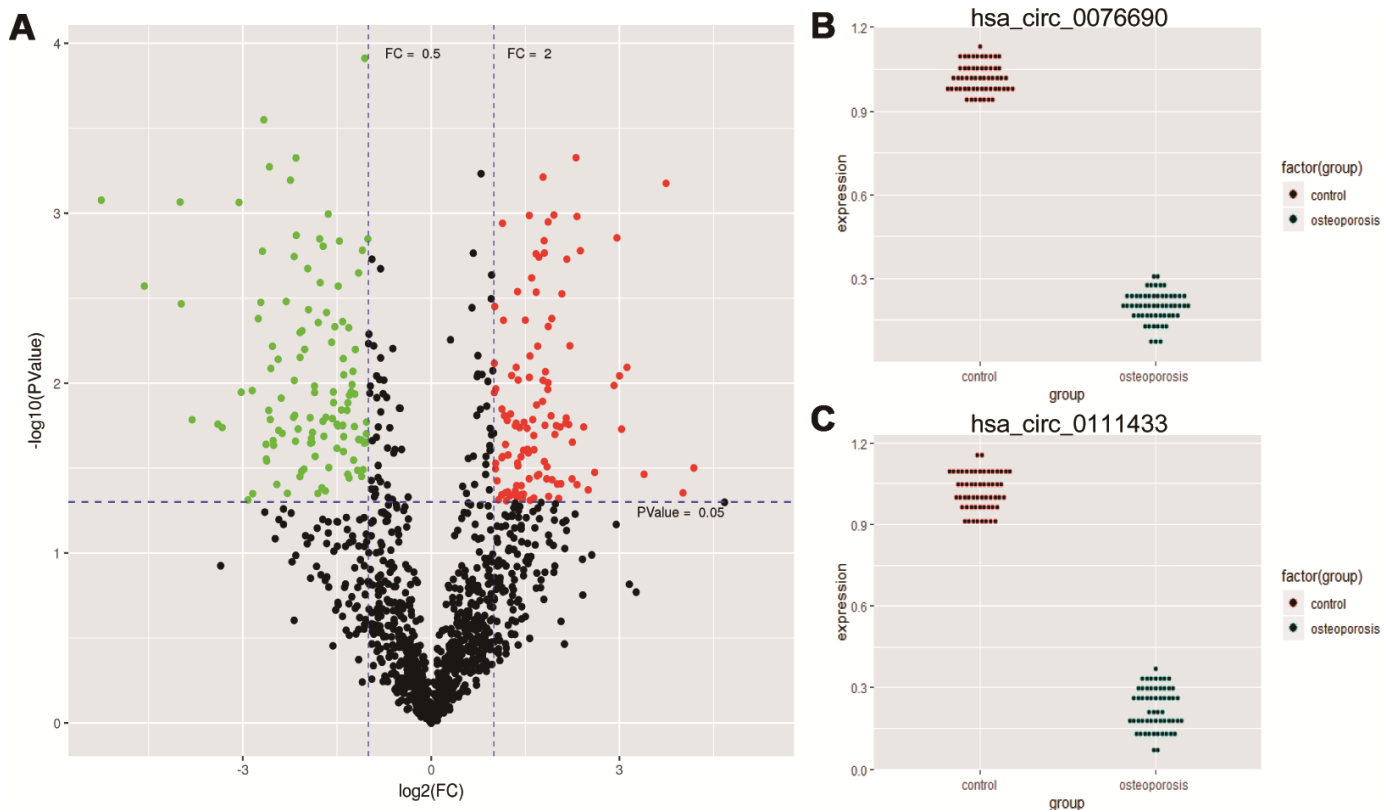 A
FC = 0.5
FC = 2
PValue = 0.05
4
3
2
1
0
-log10(PValue)
-3
0
3
log2(FC)
B
hsa_circ_0076690
1.2
0.9
0.6
0.3
expression
control
osteoporosis
group
factor(group)
control
osteoporosis
C
hsa_circ_0111433
1.2
0.9
0.6
0.3
0.0
expression
control
osteoporosis
group
factor(group)
control
osteoporosis